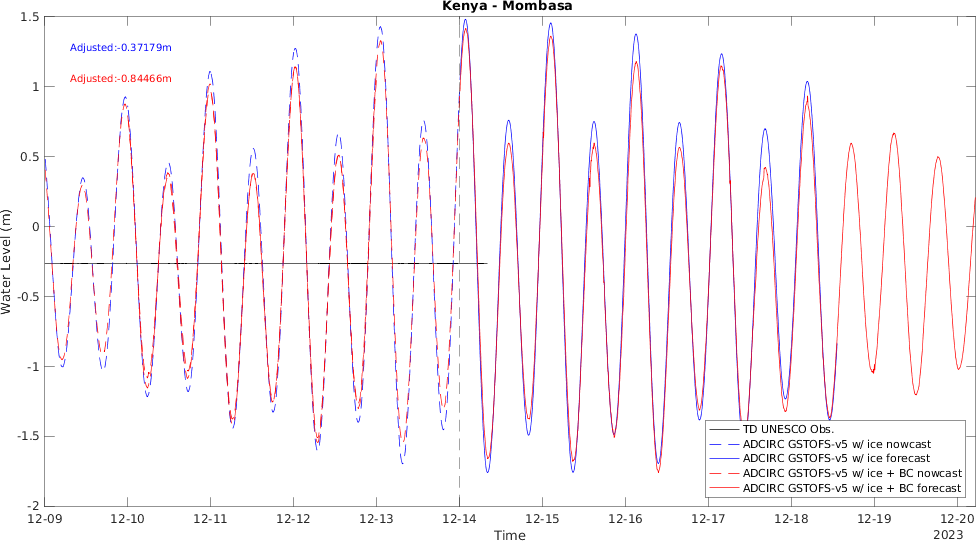 Kenya - Mombasa
1.5
Adjusted:-0.37179m
Adjusted:-0.84466m
1
0.5
0
-0.5
-1
-1.5
-2
Water Level (m)
TD UNESCO Obs.
ADCIRC GSTOFS-v5 w/ ice nowcast
ADCIRC GSTOFS-v5 w/ ice forecast
ADCIRC GSTOFS-v5 w/ ice + BC nowcast
ADCIRC GSTOFS-v5 w/ ice + BC forecast
12-09 12-10 12-11 12-12 12-13 12-14 12-15 12-16 12-17 12-18 12-19 12-20
Time
2023